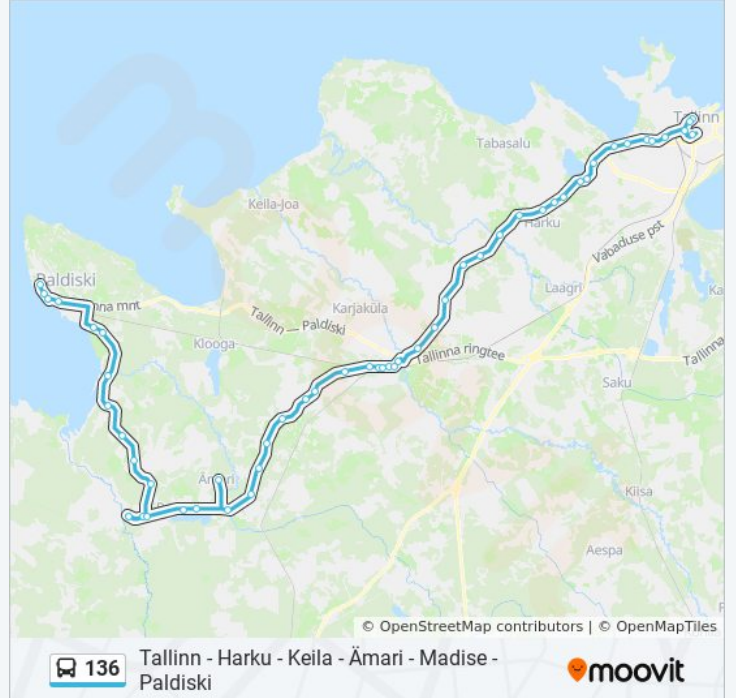 Tallinn
Tabasalu
Keila-Joa
Harku
Vabaduse pst
Paldiski
Laagri
Ka
nna mnt
Tallinn — Paldiski
Karjaküla
Klooga
Tallinna ringtee
Tallinna
Saku
Ämari
Kiisa
Aespa
© OpenStreetMap contributors | © OpenMapTiles
136
Tallinn - Harku - Keila - Ämari - Madise -
Paldiski
moovit